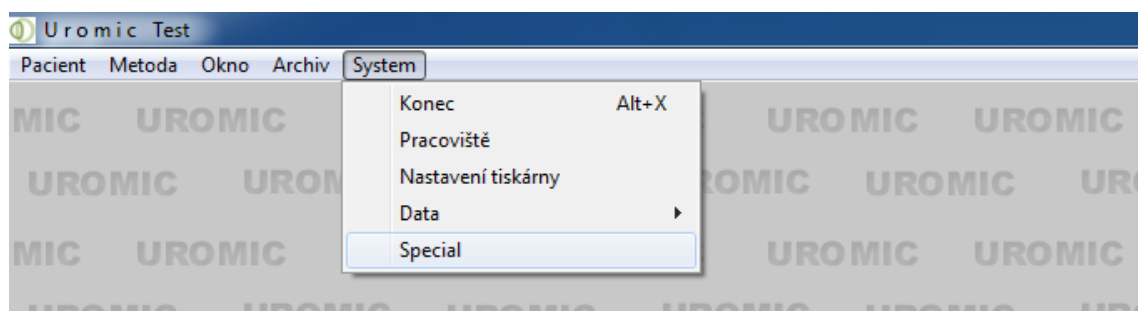 Uromic Test
Pacient Metoda Okno Archiv System
Konec Alt+X
Pracoviště
Nastavení tiskárny
Data
Special
MIC UROMIC UROMIC UROMIC
UROMIC UROMIC UROMIC
MIC UROMIC UROMIC UROMIC